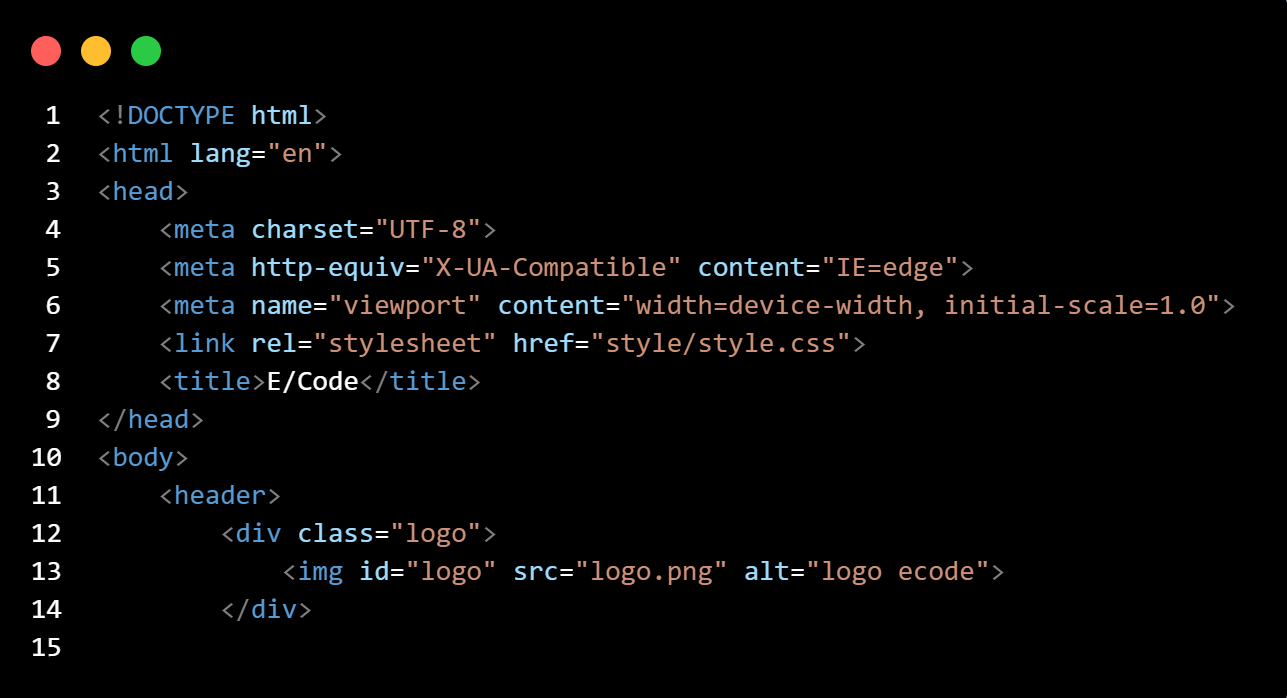 1 <!DOCTYPE html>
2 <html lang="en">
3 <head>
4     <meta charset="UTF-8">
5     <meta http-equiv="X-UA-Compatible" content="IE=edge">
6     <meta name="viewport" content="width=device-width, initial-scale=1.0">
7     <link rel="stylesheet" href="style/style.css">
8     <title>E/Code</title>
9 </head>
10 <body>
11     <header>
12         <div class="logo">
13             <img id="logo" src="logo.png" alt="logo ecode">
14         </div>
15